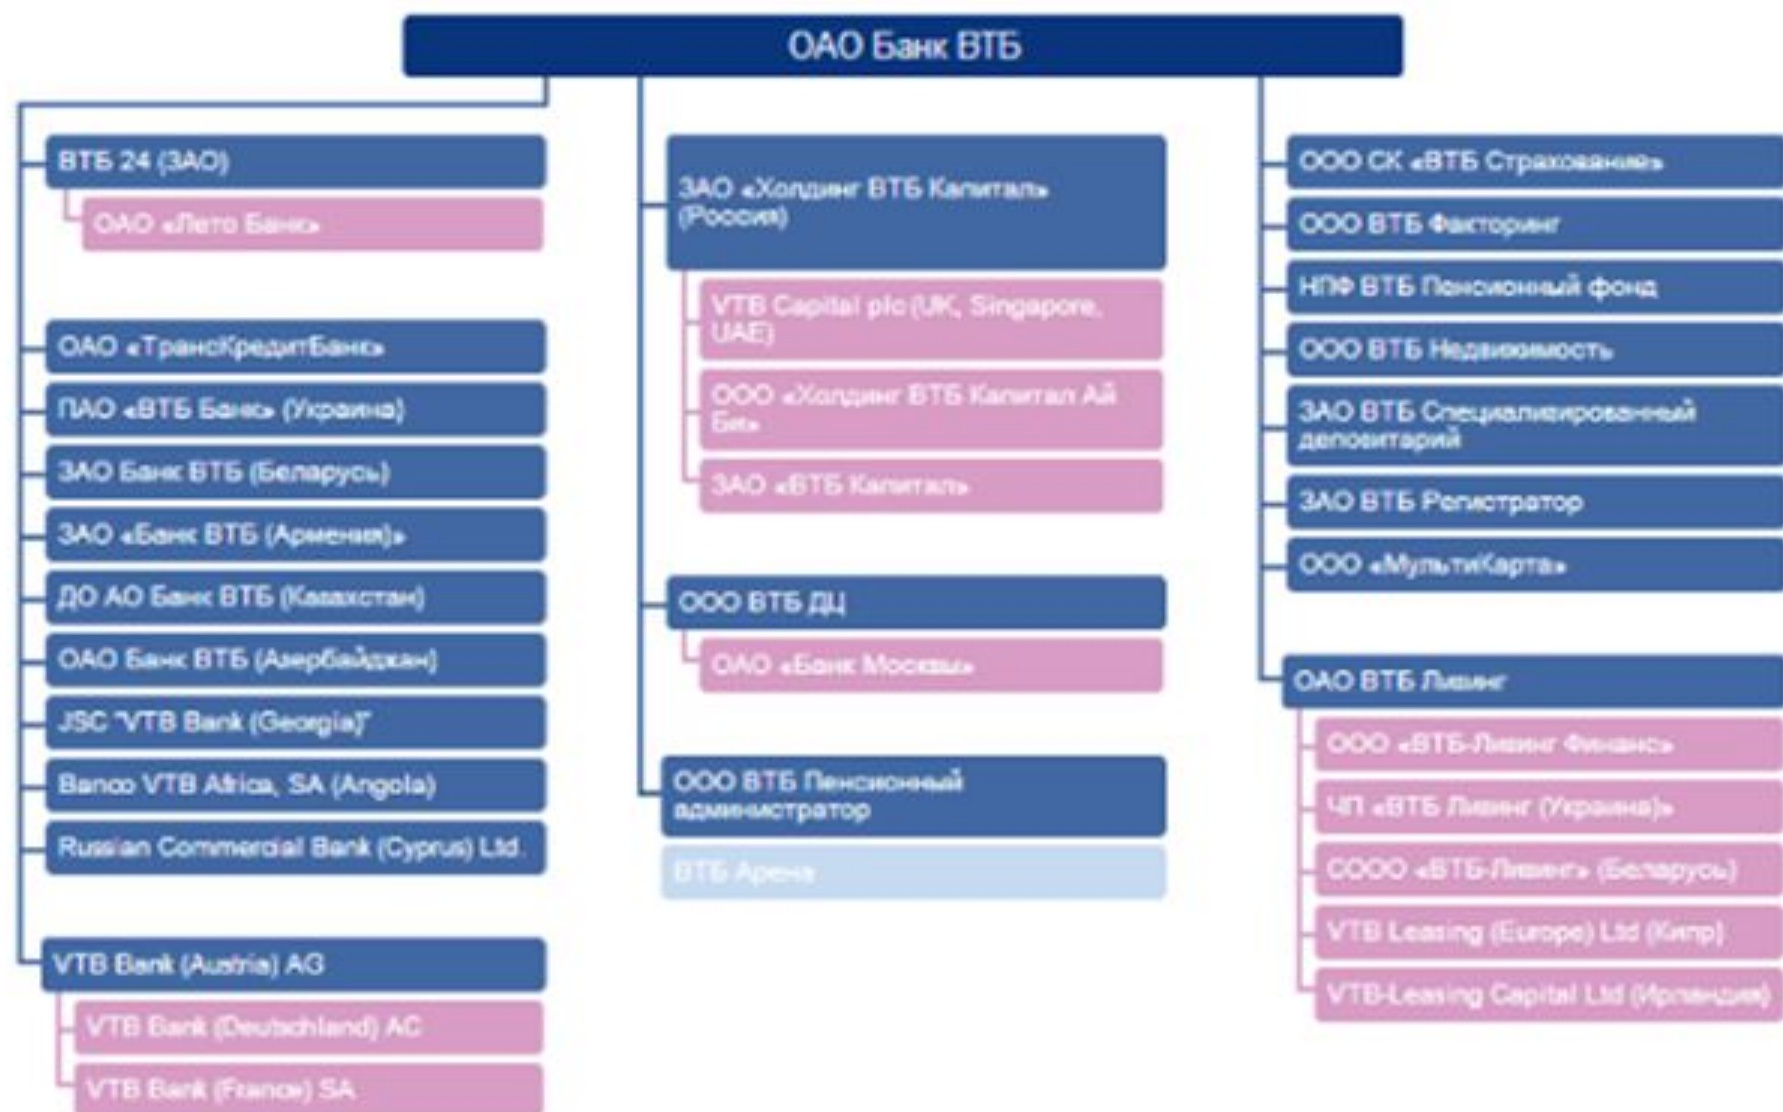 ОАО Банк ВТБ
ВТБ 24 (ЗАО)
ОАО «Лето Банк»
ОАО «ТрансКредитБанк»
ПАО «ВТБ Банк» (Украина)
ЗАО Банк ВТБ (Беларусь)
ЗАО «Банк ВТБ (Армения)»
ДО АО Банк ВТБ (Казахстан)
ОАО Банк ВТБ (Азербайджан)
JSC "VTB Bank (Georgia)"
Banco VTB Africa, SA (Angola)
Russian Commercial Bank (Cyprus) Ltd.
VTB Bank (Austria) AG
VTB Bank (Deutschland) AC
VTB Bank (France) SA
ЗАО «Холдинг ВТБ Капитал»
(Россия)
VTB Capital plc (UK, Singapore,
UAE)
ООО «Холдинг ВТБ Капитал Ай
Би»
ЗАО «ВТБ Капитал»
ООО ВТБ ДЦ
ОАО «Банк Москвы»
ООО ВТБ Пенсионный
администратор
ВТБ Арена
ООО СК «ВТБ Страхование»
ООО ВТБ Факторинг
НПФ ВТБ Пенсионный фонд
ООО ВТБ Недвижимость
ЗАО ВТБ Специализированный
депозитарий
ЗАО ВТБ Регистратор
ООО «МультиКарта»
ОАО ВТБ Лизинг
ООО «ВТБ-Лизинг Финанс»
ЧП «ВТБ Лизинг (Украина)»
СООО «ВТБ-Лизинг» (Беларусь)
VTB Leasing (Europe) Ltd (Кипр)
VTB-Leasing Capital Ltd (Ирландия)